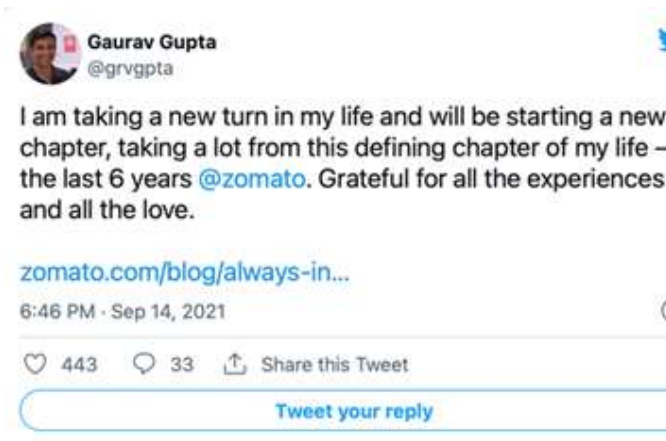 Gaurav Gupta
@grvgpta
I am taking a new turn in my life and will be starting a new
chapter, taking a lot from this defining chapter of my life –
the last 6 years @zomato. Grateful for all the experiences
and all the love.
zomato.com/blog/always-in...
6:46 PM · Sep 14, 2021
443 33 Share this Tweet
Tweet your reply